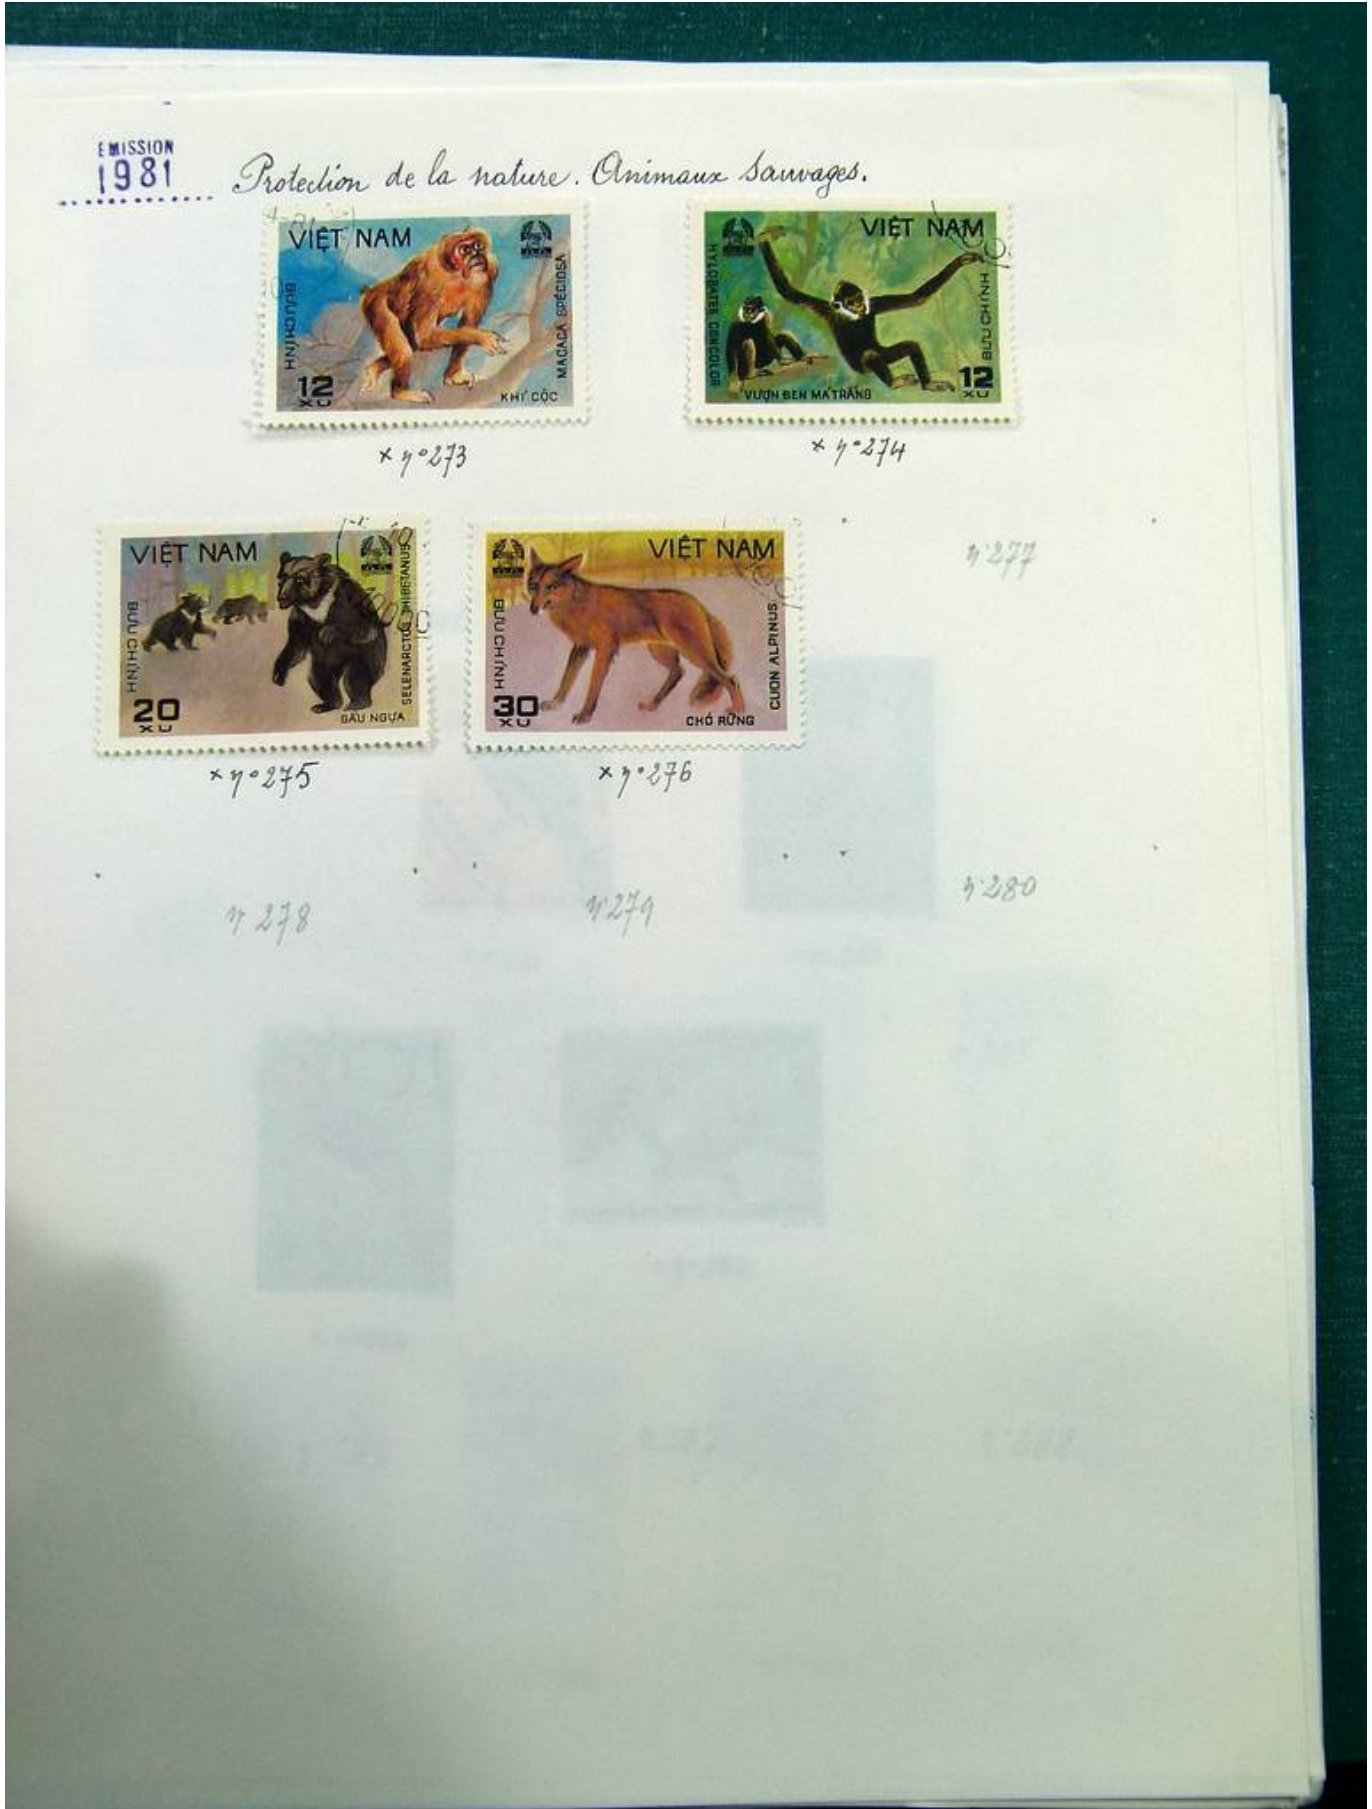 EMISSION
1981
Protection de la nature. Animaux Sauvages.
VIỆT NAM
BƯU CHÍNH
MACACA SPECIOSA
12
XU
KHỈ CỘC
× n° 273
VIỆT NAM
HYLOBATES CONCOLOR
BƯU CHÍNH
VƯỢN ĐEN MÁ TRẮNG
12
XU
× n° 274
VIỆT NAM
BƯU CHÍNH
SELENARCTOS THIBETANUS
20
XU
GẤU NGỰA
× n° 275
VIỆT NAM
BƯU CHÍNH
CUON ALPINUS
30
XU
CHÓ RỪNG
× n° 276
n° 277
n° 278
n° 279
n° 280